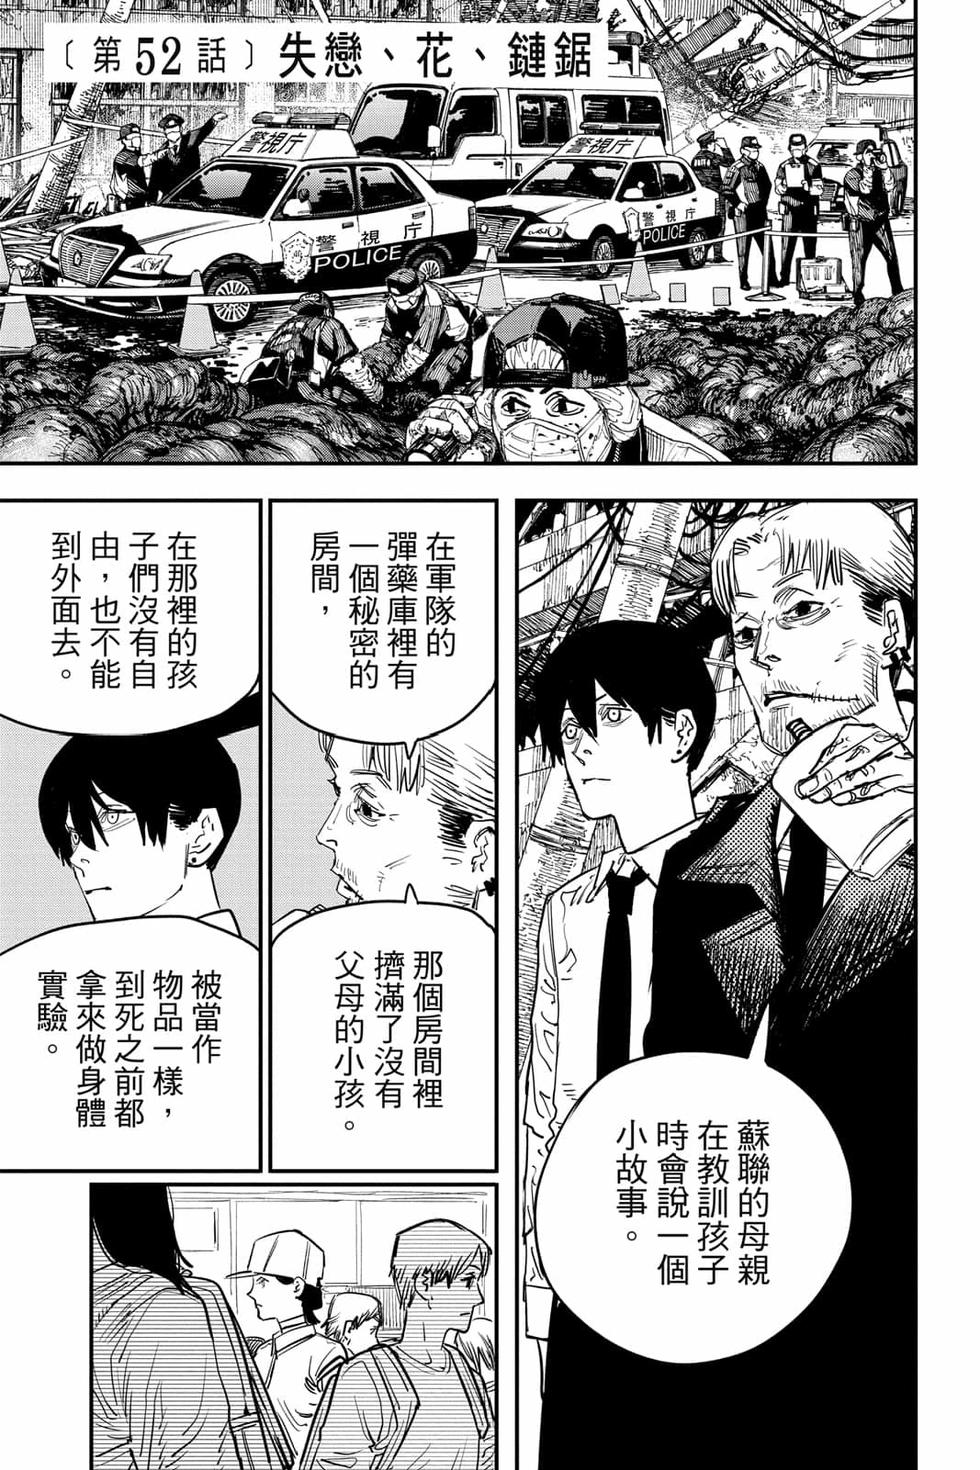 〔第52話〕失戀、花、鏈鋸
警視庁
警視庁
POLICE
警視庁
警視庁
POLICE
蘇聯的母親
在教訓孩子
時會說一個
小故事。
在軍隊的
彈藥庫裡有
一個秘密的
房間，
那個房間裡
擠滿了沒有
父母的小孩。
在那裡的孩
子們沒有自
由，也不能
到外面去。
被當作
物品一樣，
到死之前都
拿來做身體
實驗。